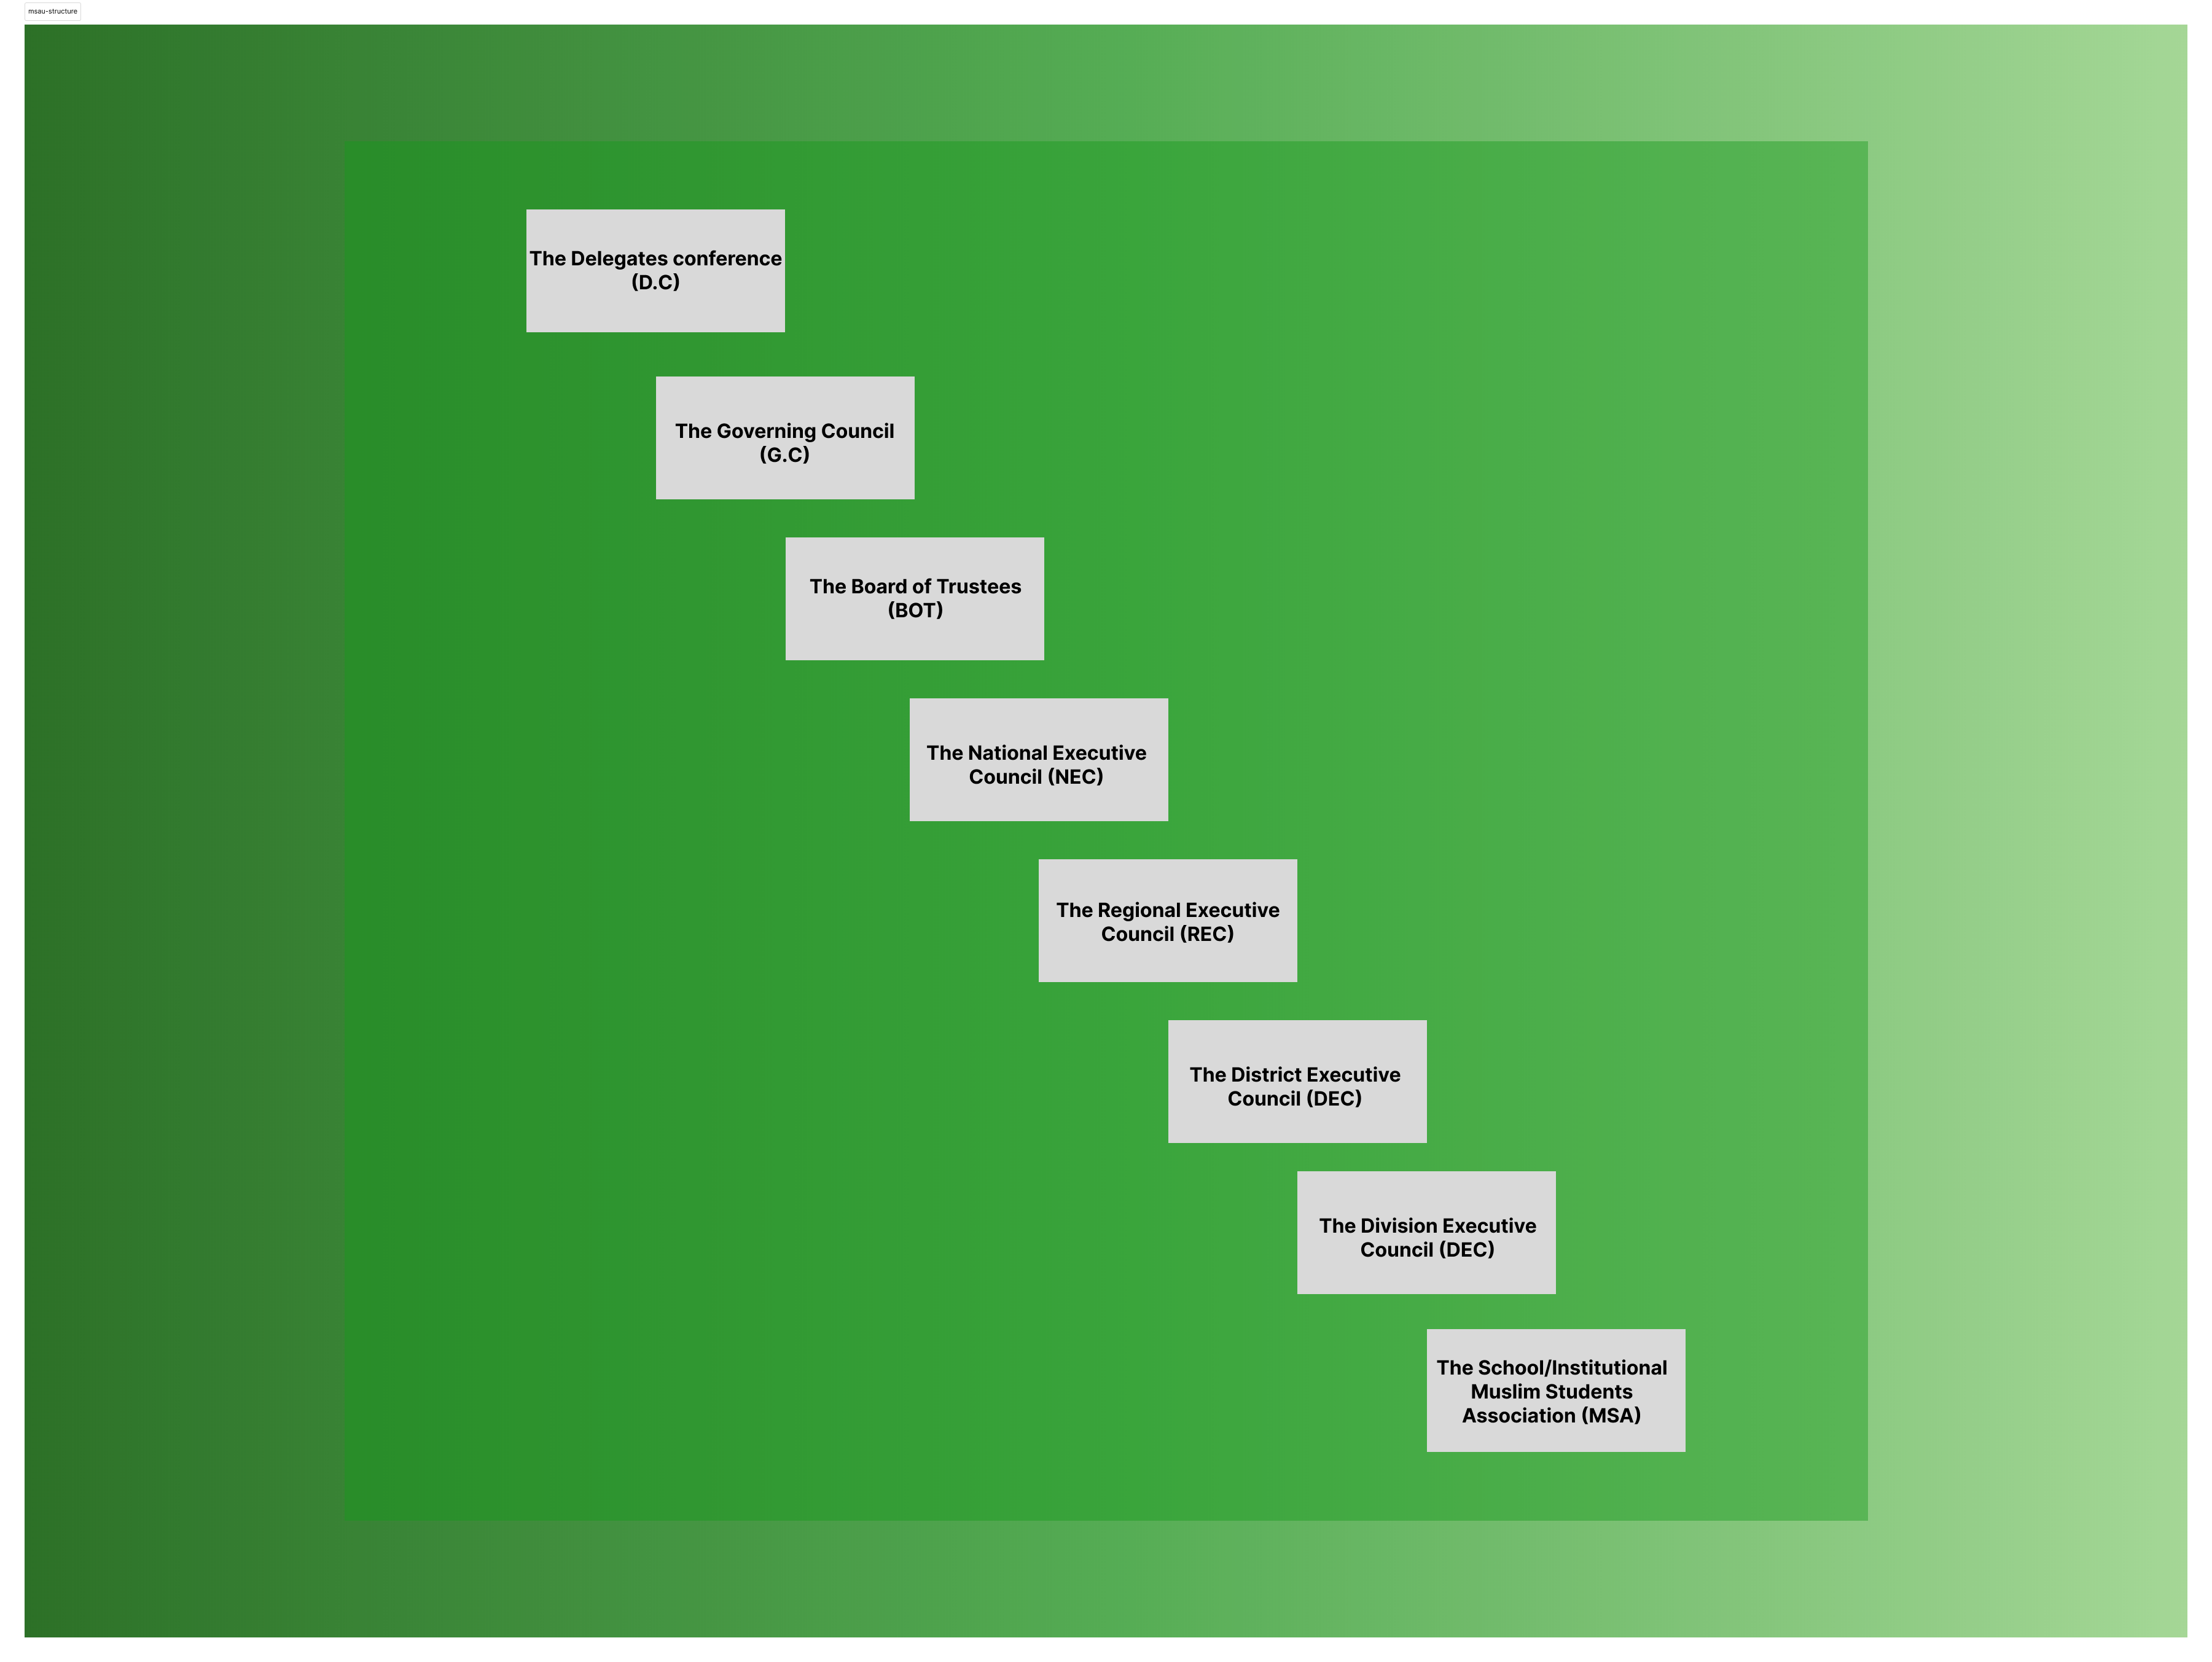 msau-structure
The Delegates conference
(D.C)
The Governing Council
(G.C)
The Board of Trustees
(BOT)
The National Executive
Council (NEC)
The Regional Executive
Council (REC)
The District Executive
Council (DEC)
The Division Executive
Council (DEC)
The School/Institutional
Muslim Students
Association (MSA)